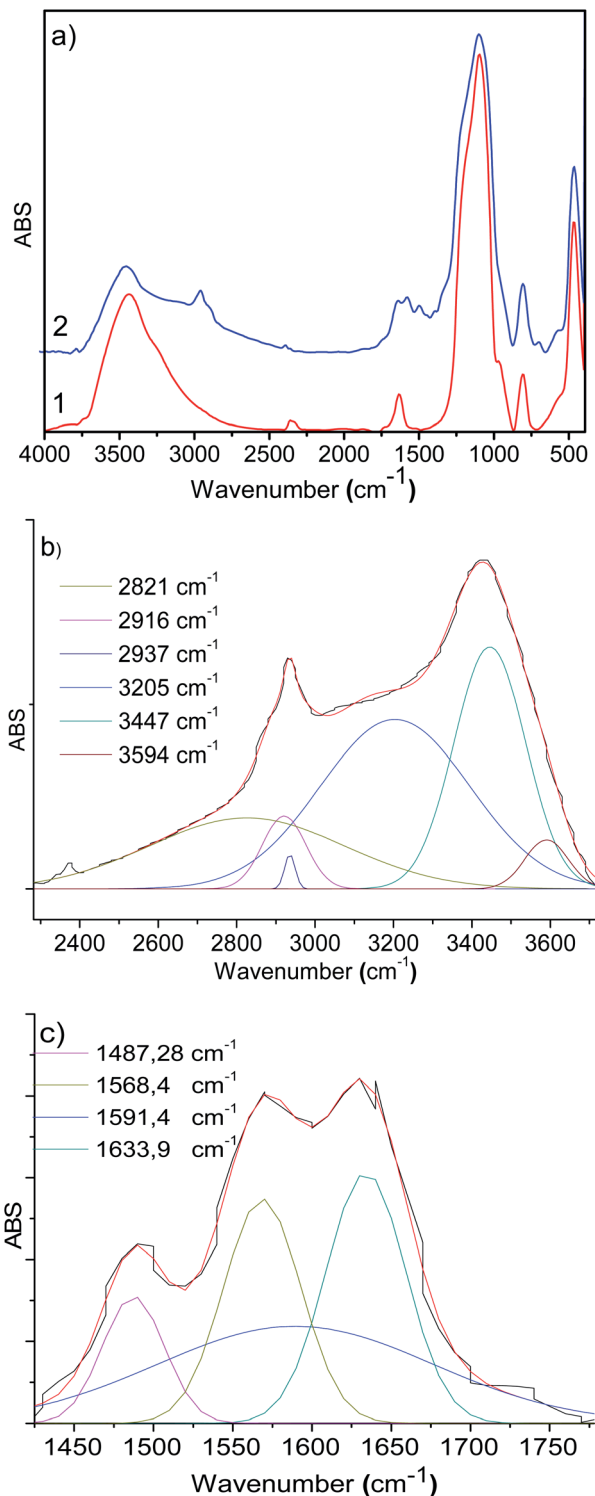 a)
ABS
2
1
4000 3500 3000 2500 2000 1500 1000 500
Wavenumber (cm-1)
b)
2821 cm-1
2916 cm-1
2937 cm-1
3205 cm-1
3447 cm-1
3594 cm-1
ABS
2400 2600 2800 3000 3200 3400 3600
Wavenumber (cm-1)
c)
1487,28 cm-1
1568,4 cm-1
1591,4 cm-1
1633,9 cm-1
ABS
1450 1500 1550 1600 1650 1700 1750
Wavenumber (cm-1)